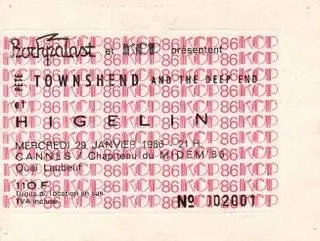 Rockpalast et KCP présentent
PETE TOWNSHEND AND THE DEEP END
et
HIGELIN
MERCREDI 29 JANVIER 1986 - 21 H.
CANNES / Chapiteau du MIDEM/86
Quai Laubeuf
110 F
Droits de location en sus
TVA incluse
Nº 002001